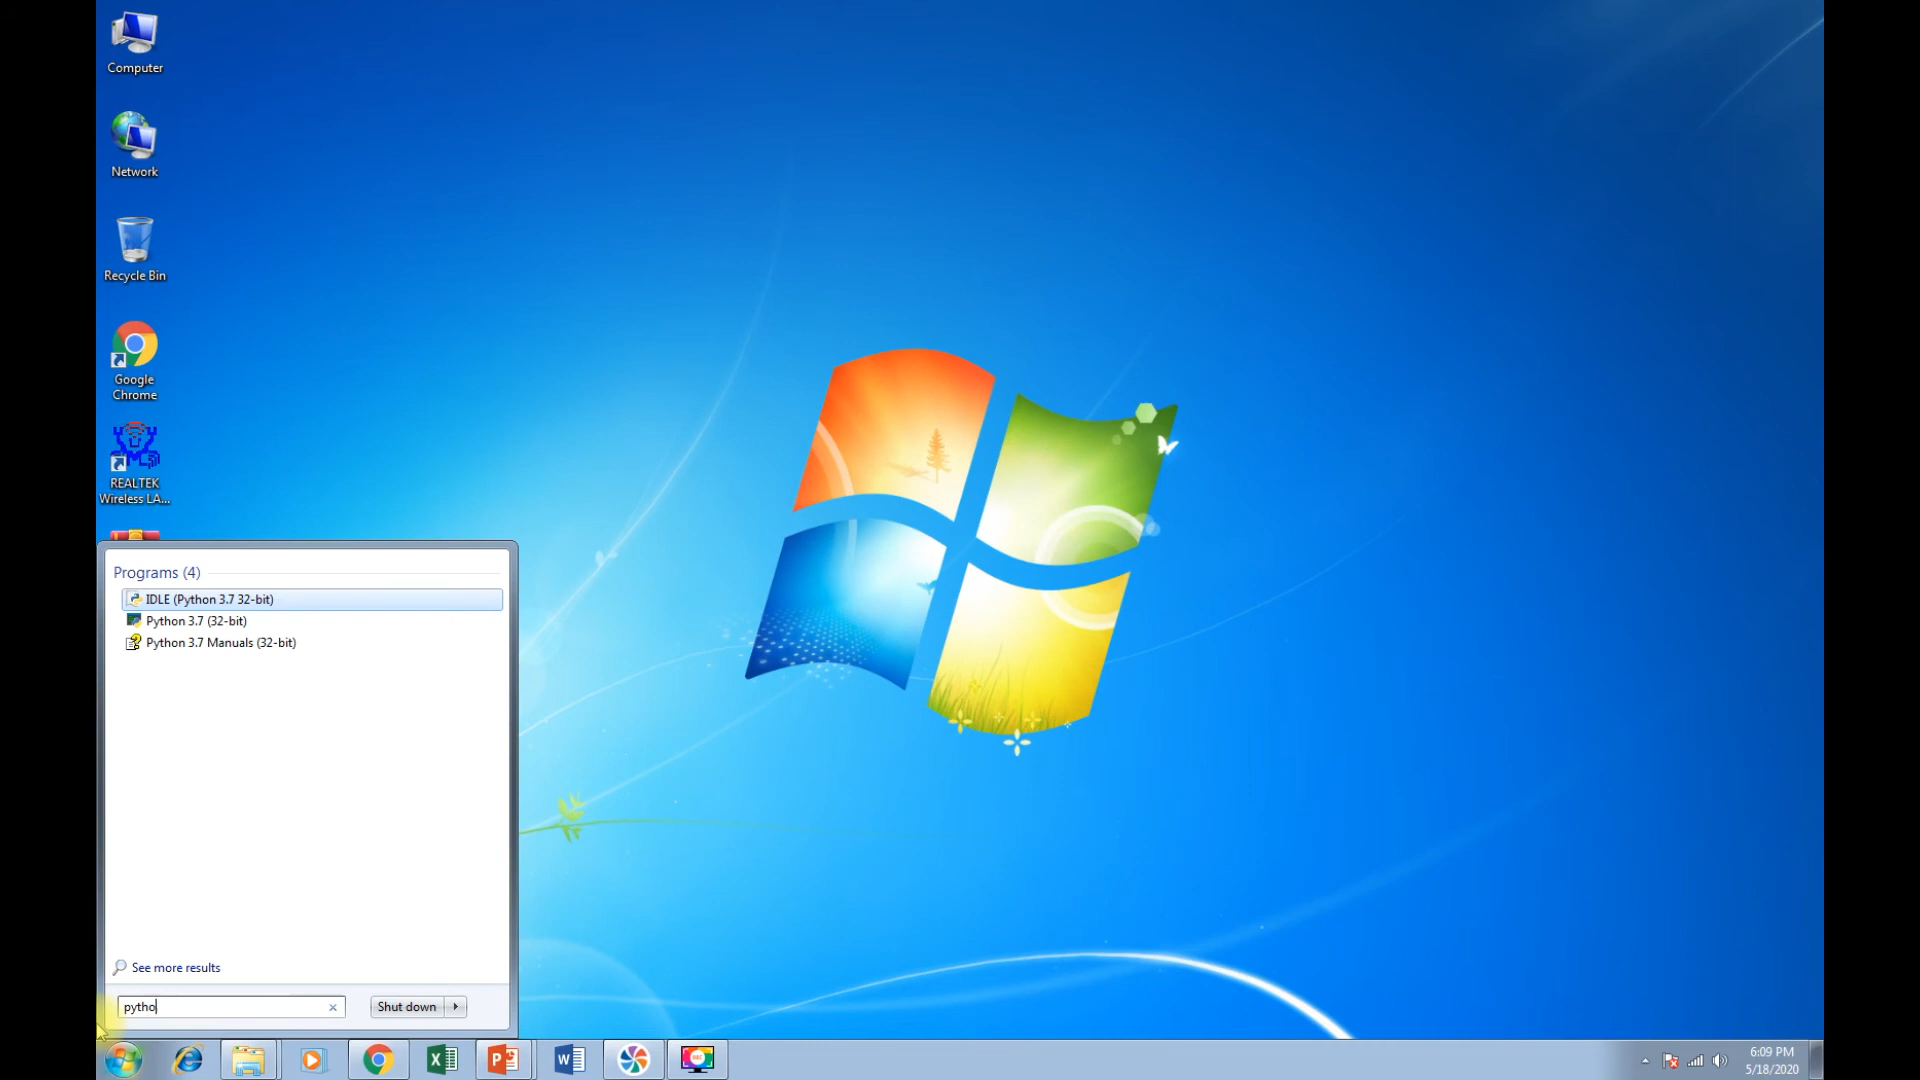 Computer
Network
Recycle Bin
Google
Chrome
REALTEK
Wireless LA...
Programs (4)
IDLE (Python 3.7 32-bit)
Python 3.7 (32-bit)
Python 3.7 Manuals (32-bit)
See more results
pytho
Shut down
6:09 PM
5/18/2020